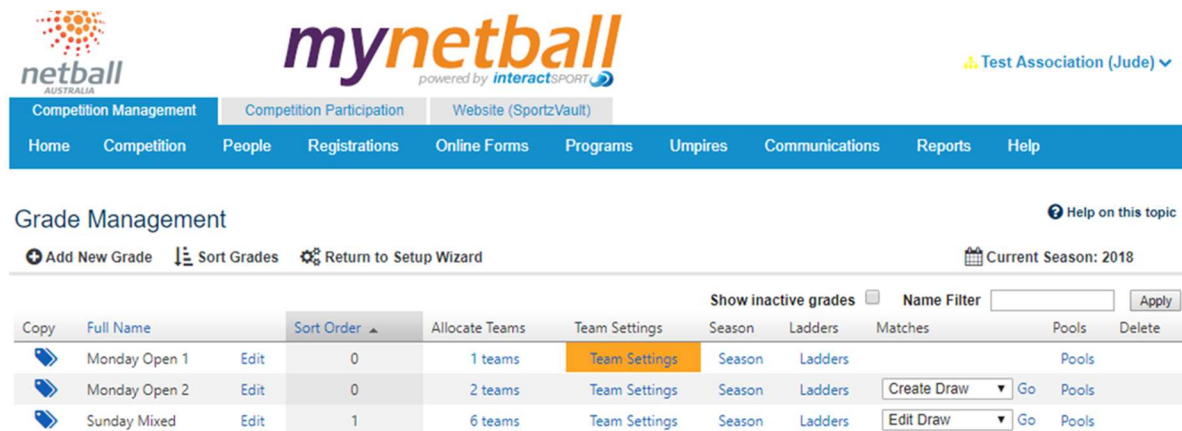 netball
AUSTRALIA
mynetball
powered by interactSPORT
Test Association (Jude)
Competition Management Competition Participation Website (SportzVault)
Home Competition People Registrations Online Forms Programs Umpires Communications Reports Help
Grade Management
Help on this topic
Add New Grade Sort Grades Return to Setup Wizard Current Season: 2018
Show inactive grades Name Filter Apply
Copy Full Name Sort Order Allocate Teams Team Settings Season Ladders Matches Pools Delete
Monday Open 1 Edit 0 1 teams Team Settings Season Ladders Pools
Monday Open 2 Edit 0 2 teams Team Settings Season Ladders Create Draw Go Pools
Sunday Mixed Edit 1 6 teams Team Settings Season Ladders Edit Draw Go Pools